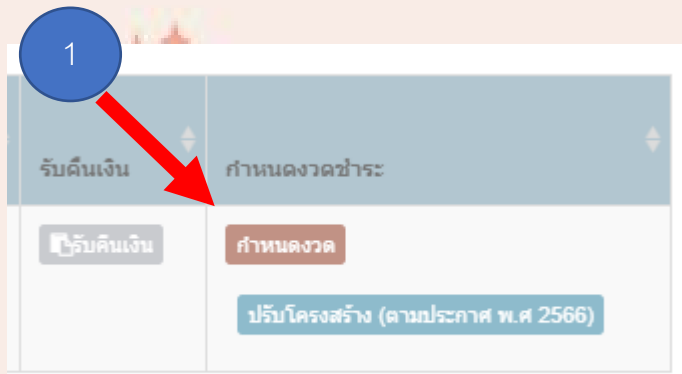 1
รับคืนเงิน
กำหนดงวดชำระ
รับคืนเงิน
กำหนดงวด
ปรับโครงสร้าง (ตามประกาศ พ.ศ 2566)